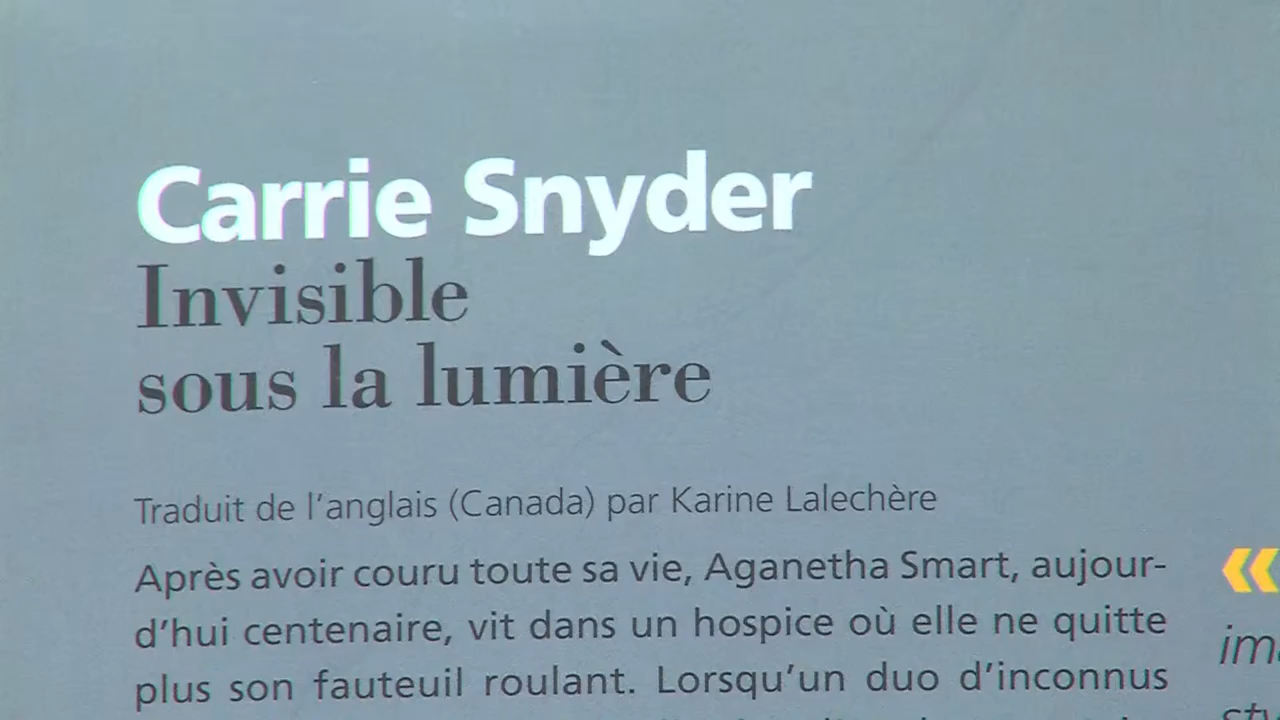 Carrie Snyder
Invisible
sous la lumière
Traduit de l'anglais (Canada) par Karine Lalechère
Après avoir couru toute sa vie, Aganetha Smart, aujour-
d'hui centenaire, vit dans un hospice où elle ne quitte
plus son fauteuil roulant. Lorsqu'un duo d'inconnus
«